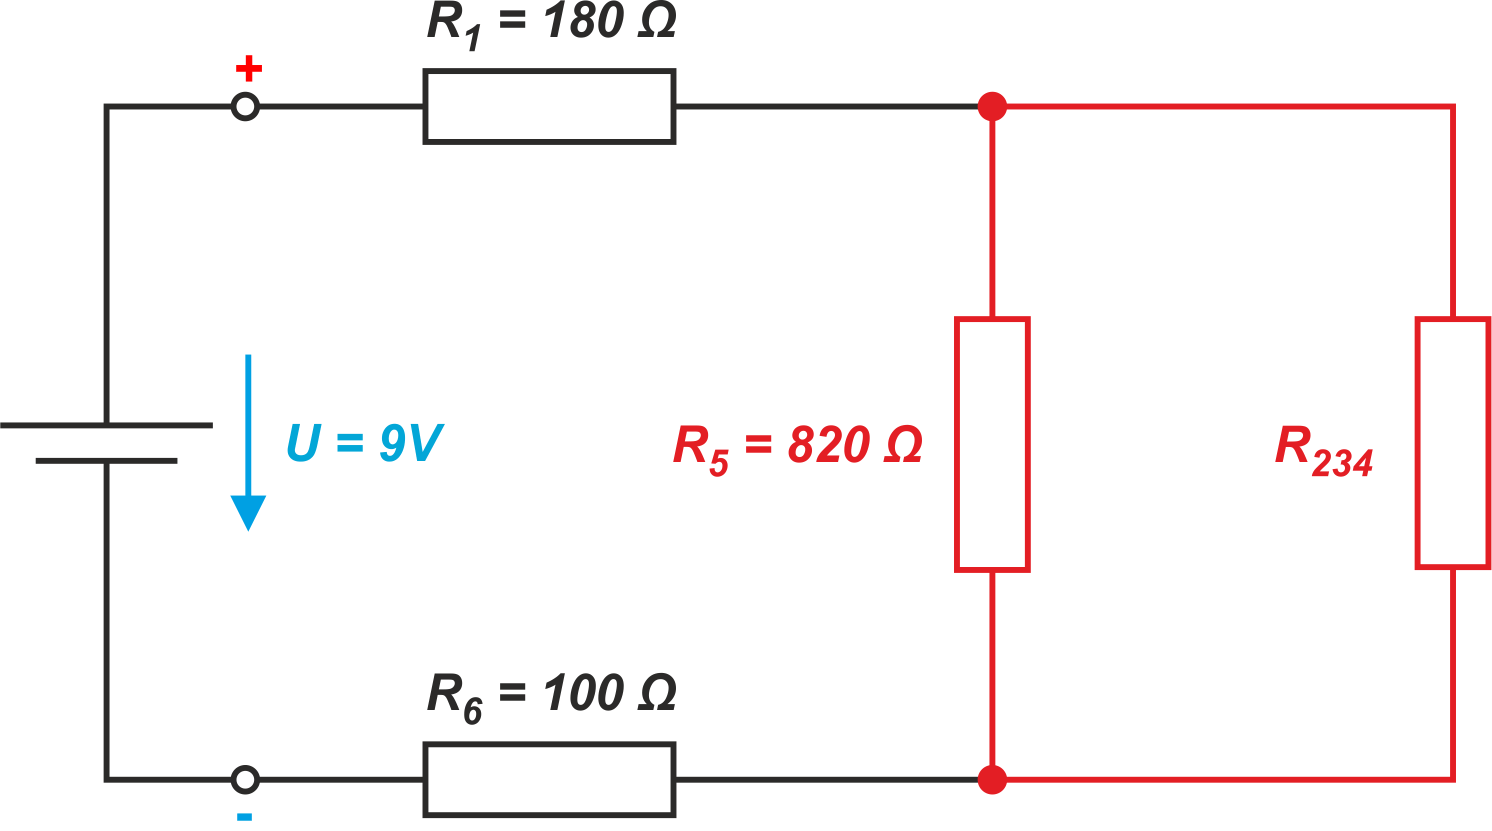 R1 = 180 Ω
+
U = 9V
R5 = 820 Ω
R234
R6 = 100 Ω
-